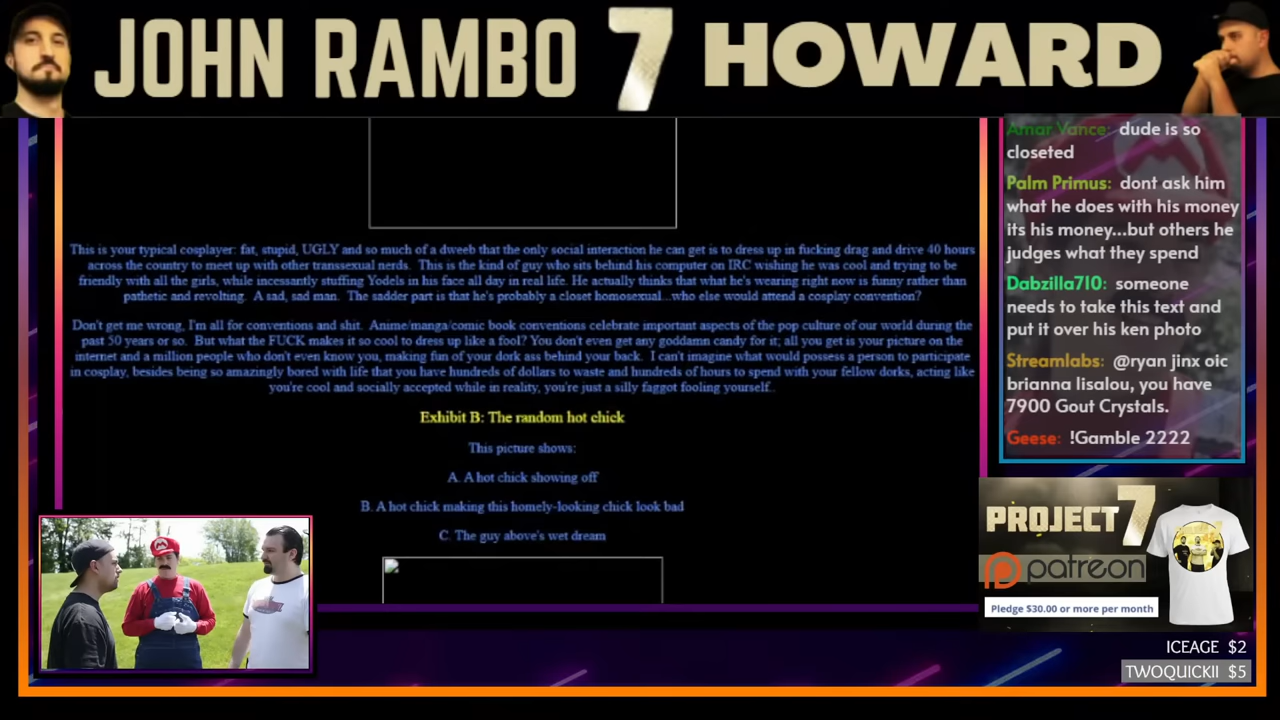 JOHN RAMBO 7 HOWARD
This is your typical cosplayer: fat, stupid, UGLY and so much of a dweeb that the only social interaction he can get is to dress up in fucking drag and drive 40 hours
across the country to meet up with other transsexual nerds. This is the kind of guy who sits behind his computer on IRC wishing he was cool and trying to be
friendly with all the girls, while incessantly stuffing Yodels in his face all day in real life. He actually thinks that what he's wearing right now is funny rather than
pathetic and revolting. A sad, sad man. The sadder part is that he's probably a closet homosexual...who else would attend a cosplay convention?
Don't get me wrong, I'm all for conventions and shit. Anime/manga/comic book conventions celebrate important aspects of the pop culture of our world during the
past 50 years or so. But what the FUCK makes it so cool to dress up like a fool? You don't even get any goddamn candy for it; all you get is your picture on the
internet and a million people who don't even know you, making fun of your dork ass behind your back. I can't imagine what would possess a person to participate
in cosplay, besides being so amazingly bored with life that you have hundreds of dollars to waste and hundreds of hours to spend with your fellow dorks, acting like
you're cool and socially accepted while in reality, you're just a silly faggot fooling yourself..
Exhibit B: The random hot chick
This picture shows:
A. A hot chick showing off
B. A hot chick making this homely-looking chick look bad
C. The guy above's wet dream
Amar Vance: dude is so
closeted
Palm Primus: dont ask him
what he does with his money
its his money...but others he
judges what they spend
Dabzilla710: someone
needs to take this text and
put it over his ken photo
Streamlabs: @ryan jinx oic
brianna lisalou, you have
7900 Gout Crystals.
Geese: !Gamble 2222
PROJECT 7
patreon
Pledge $30.00 or more per month
ICEAGE $2
TWOQUICKII $5